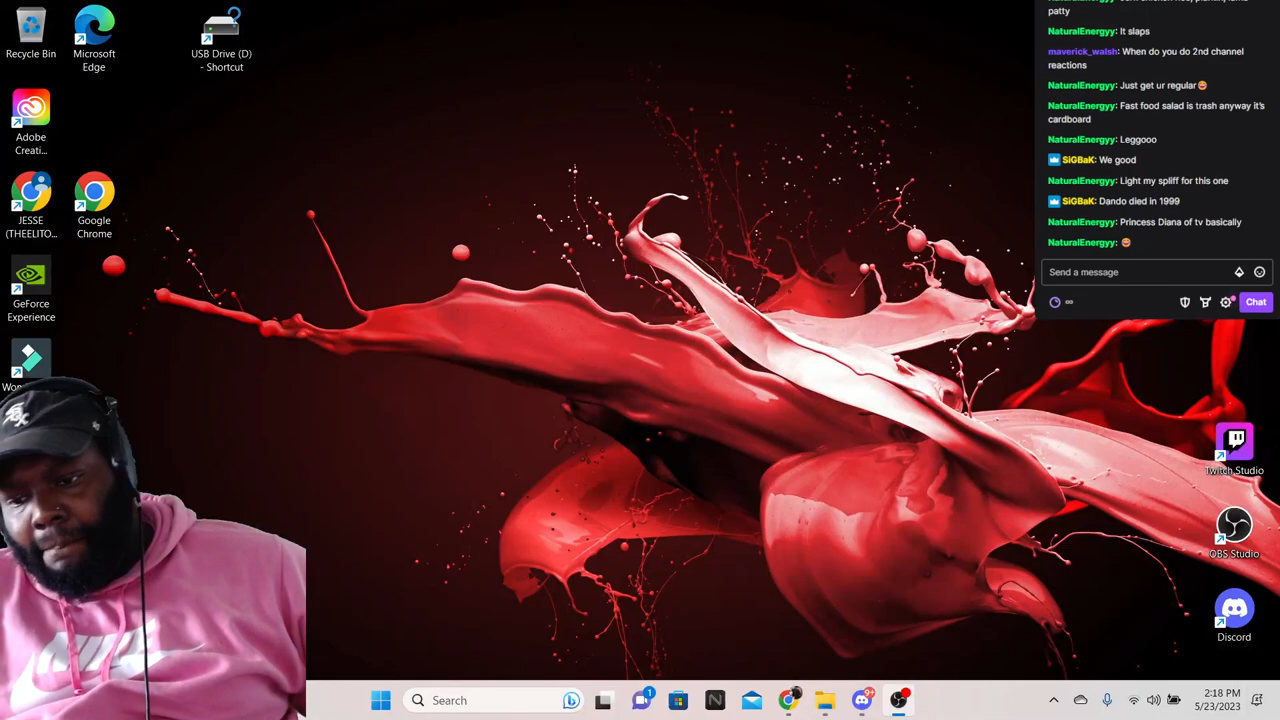 Recycle Bin
Microsoft
Edge
USB Drive (D)
- Shortcut
Adobe
Creati...
JESSE
(THEELITO...
Google
Chrome
GeForce
Experience
patty
NaturalEnergyy: It slaps
maverick_walsh: When do you do 2nd channel
reactions
NaturalEnergyy: Just get ur regular
NaturalEnergyy: Fast food salad is trash anyway it's
cardboard
NaturalEnergyy: Leggooo
SiGBaK: We good
NaturalEnergyy: Light my spliff for this one
SiGBaK: Dando died in 1999
NaturalEnergyy: Princess Diana of tv basically
NaturalEnergyy:
Send a message
Chat
Twitch Studio
OBS Studio
Discord
Search
1
9+
2:18 PM
5/23/2023